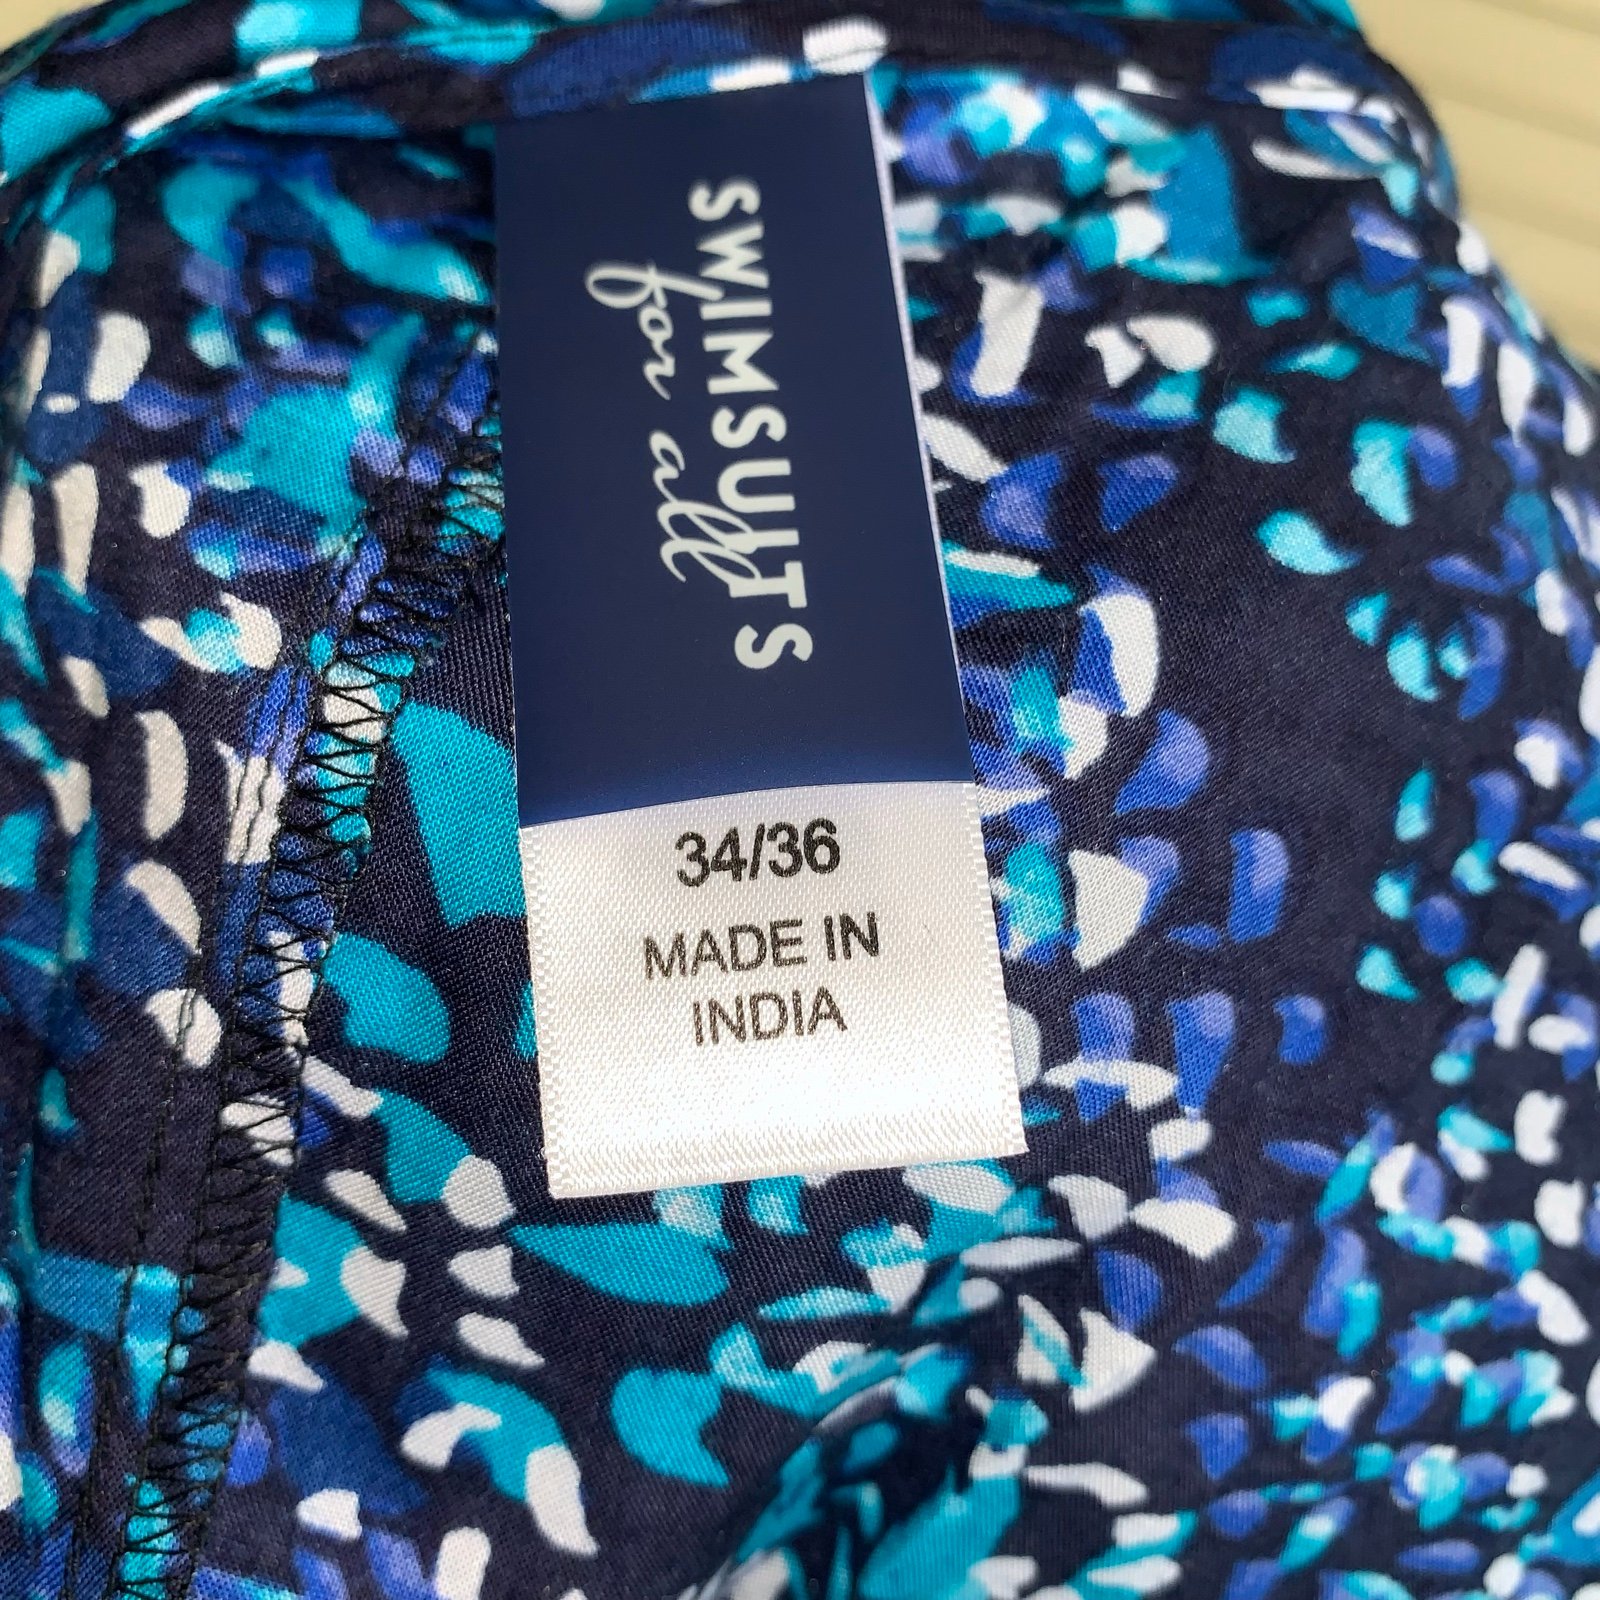 SWIMSUITS
for all
34/36
MADE IN
INDIA